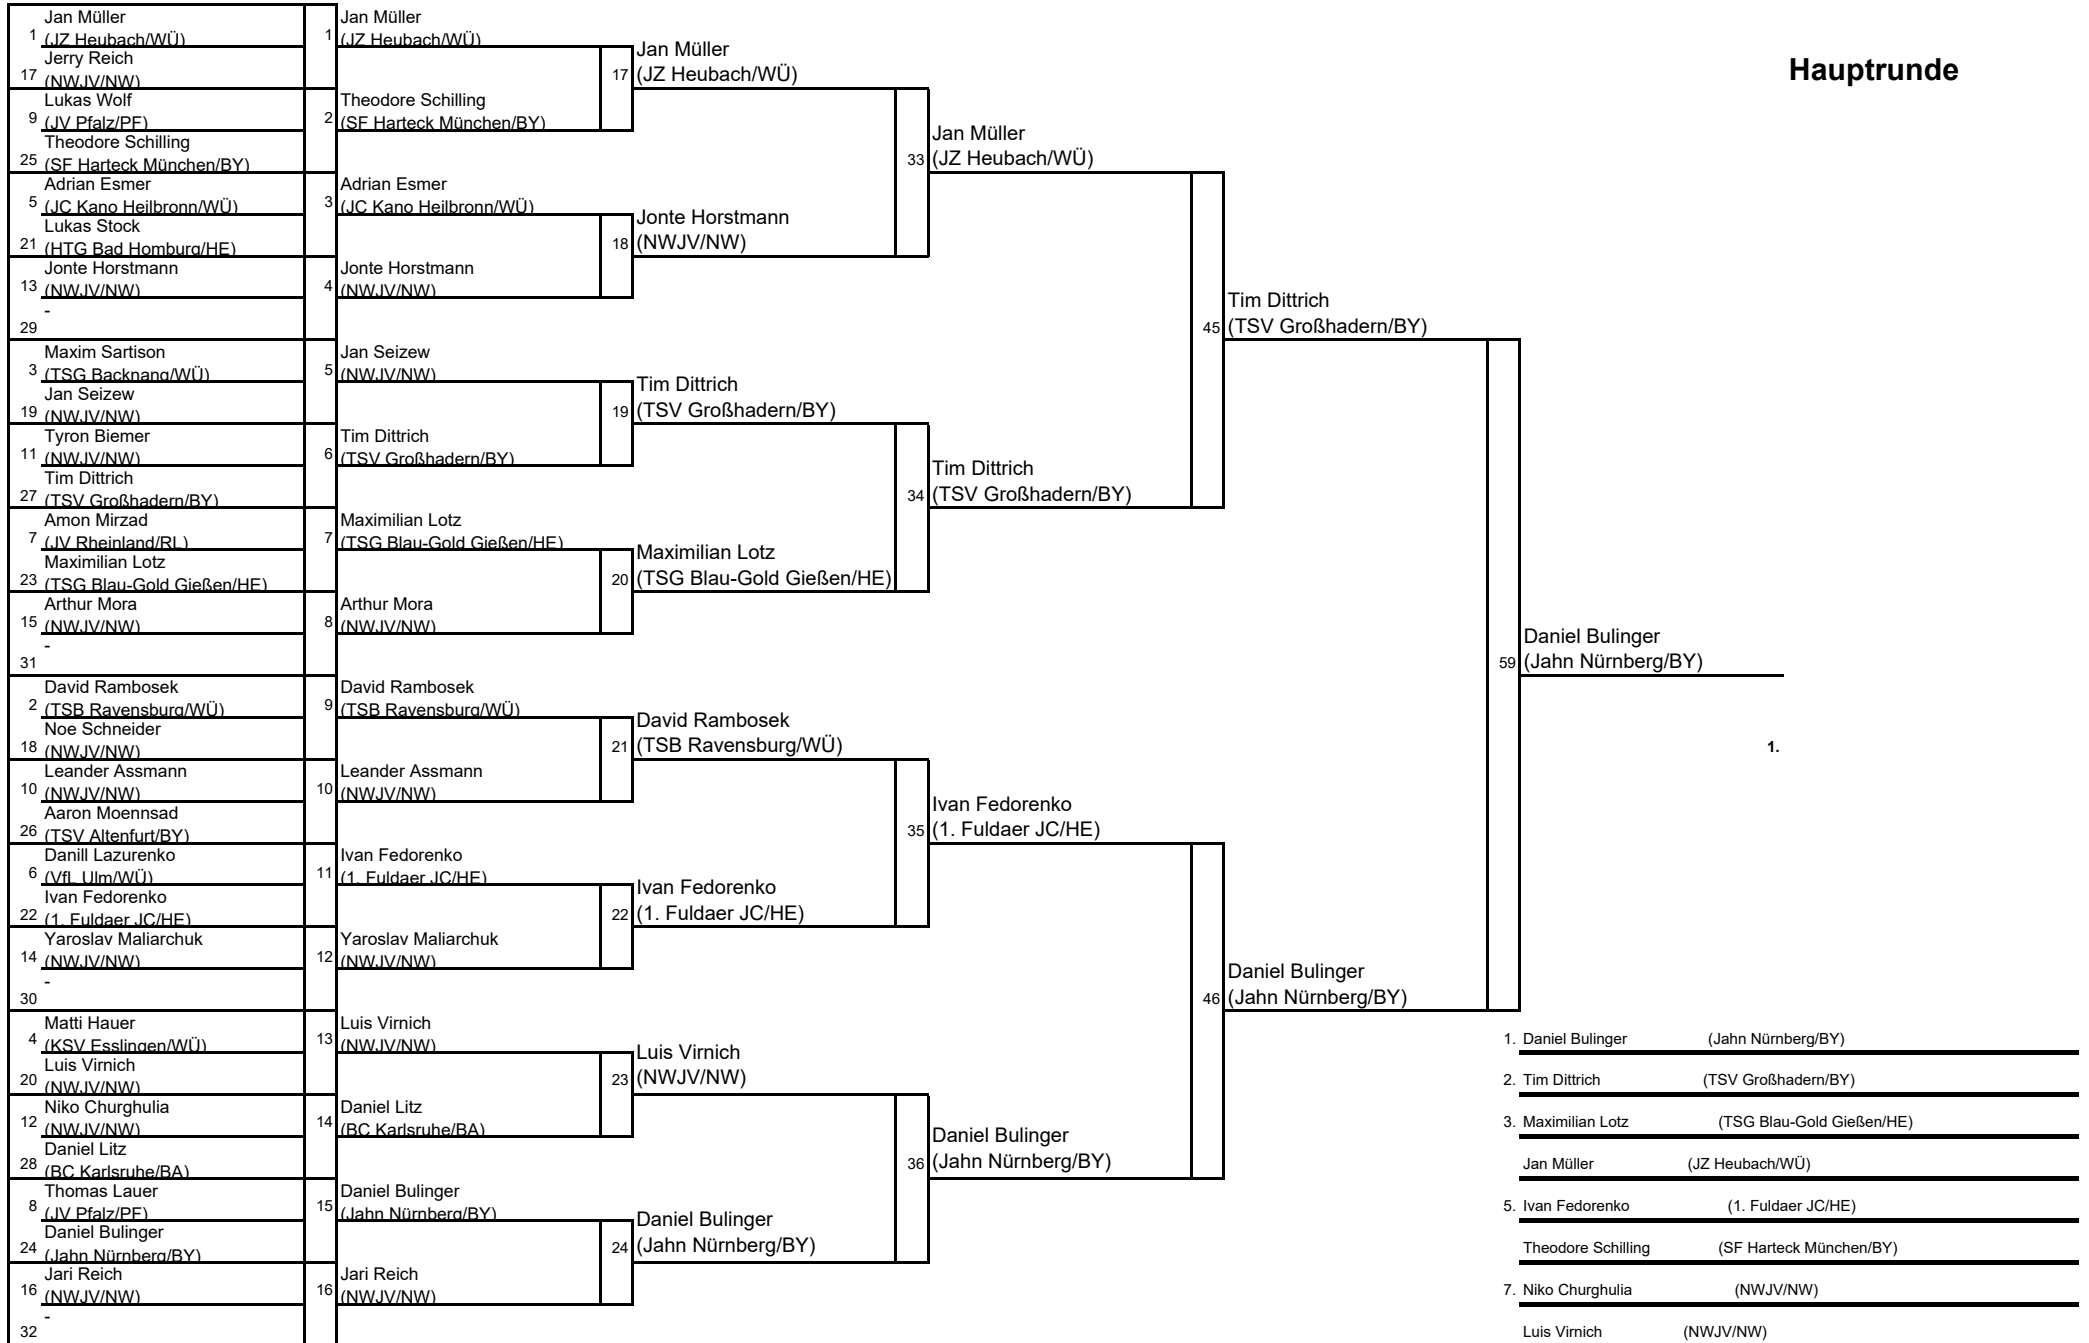 Hauptrunde
1 Jan Müller
(JZ Heubach/WÜ)
17 Jerry Reich
(NWJV/NW)
9 Lukas Wolf
(JV Pfalz/PF)
25 Theodore Schilling
(SF Harteck München/BY)
5 Adrian Esmer
(JC Kano Heilbronn/WÜ)
21 Lukas Stock
(HTG Bad Homburg/HE)
13 Jonte Horstmann
(NWJV/NW)
29 -
3 Maxim Sartison
(TSG Backnang/WÜ)
19 Jan Seizew
(NWJV/NW)
11 Tyron Biemer
(NWJV/NW)
27 Tim Dittrich
(TSV Großhadern/BY)
7 Amon Mirzad
(JV Rheinland/RL)
23 Maximilian Lotz
(TSG Blau-Gold Gießen/HE)
15 Arthur Mora
(NWJV/NW)
31 -
2 David Rambosek
(TSB Ravensburg/WÜ)
18 Noe Schneider
(NWJV/NW)
10 Leander Assmann
(NWJV/NW)
26 Aaron Moennsad
(TSV Altenfurt/BY)
6 Danill Lazurenko
(VfL Ulm/WÜ)
22 Ivan Fedorenko
(1. Fuldaer JC/HE)
14 Yaroslav Maliarchuk
(NWJV/NW)
30 -
4 Matti Hauer
(KSV Esslingen/WÜ)
20 Luis Virnich
(NWJV/NW)
12 Niko Churghulia
(NWJV/NW)
28 Daniel Litz
(BC Karlsruhe/BA)
8 Thomas Lauer
(JV Pfalz/PF)
24 Daniel Bulinger
(Jahn Nürnberg/BY)
16 Jari Reich
(NWJV/NW)
32 -
1 Jan Müller
(JZ Heubach/WÜ)
2 Theodore Schilling
(SF Harteck München/BY)
3 Adrian Esmer
(JC Kano Heilbronn/WÜ)
4 Jonte Horstmann
(NWJV/NW)
5 Jan Seizew
(NWJV/NW)
6 Tim Dittrich
(TSV Großhadern/BY)
7 Maximilian Lotz
(TSG Blau-Gold Gießen/HE)
8 Arthur Mora
(NWJV/NW)
9 David Rambosek
(TSB Ravensburg/WÜ)
10 Leander Assmann
(NWJV/NW)
11 Ivan Fedorenko
(1. Fuldaer JC/HE)
12 Yaroslav Maliarchuk
(NWJV/NW)
13 Luis Virnich
(NWJV/NW)
14 Daniel Litz
(BC Karlsruhe/BA)
15 Daniel Bulinger
(Jahn Nürnberg/BY)
16 Jari Reich
(NWJV/NW)
17 Jan Müller
(JZ Heubach/WÜ)
18 Jonte Horstmann
(NWJV/NW)
19 Tim Dittrich
(TSV Großhadern/BY)
20 Maximilian Lotz
(TSG Blau-Gold Gießen/HE)
21 David Rambosek
(TSB Ravensburg/WÜ)
22 Ivan Fedorenko
(1. Fuldaer JC/HE)
23 Luis Virnich
(NWJV/NW)
24 Daniel Bulinger
(Jahn Nürnberg/BY)
33 Jan Müller
(JZ Heubach/WÜ)
34 Tim Dittrich
(TSV Großhadern/BY)
35 Ivan Fedorenko
(1. Fuldaer JC/HE)
36 Daniel Bulinger
(Jahn Nürnberg/BY)
45 Tim Dittrich
(TSV Großhadern/BY)
46 Daniel Bulinger
(Jahn Nürnberg/BY)
59 Daniel Bulinger
(Jahn Nürnberg/BY)
1.
1. Daniel Bulinger (Jahn Nürnberg/BY)
2. Tim Dittrich (TSV Großhadern/BY)
3. Maximilian Lotz (TSG Blau-Gold Gießen/HE)
Jan Müller (JZ Heubach/WÜ)
5. Ivan Fedorenko (1. Fuldaer JC/HE)
Theodore Schilling (SF Harteck München/BY)
7. Niko Churghulia (NWJV/NW)
Luis Virnich (NWJV/NW)